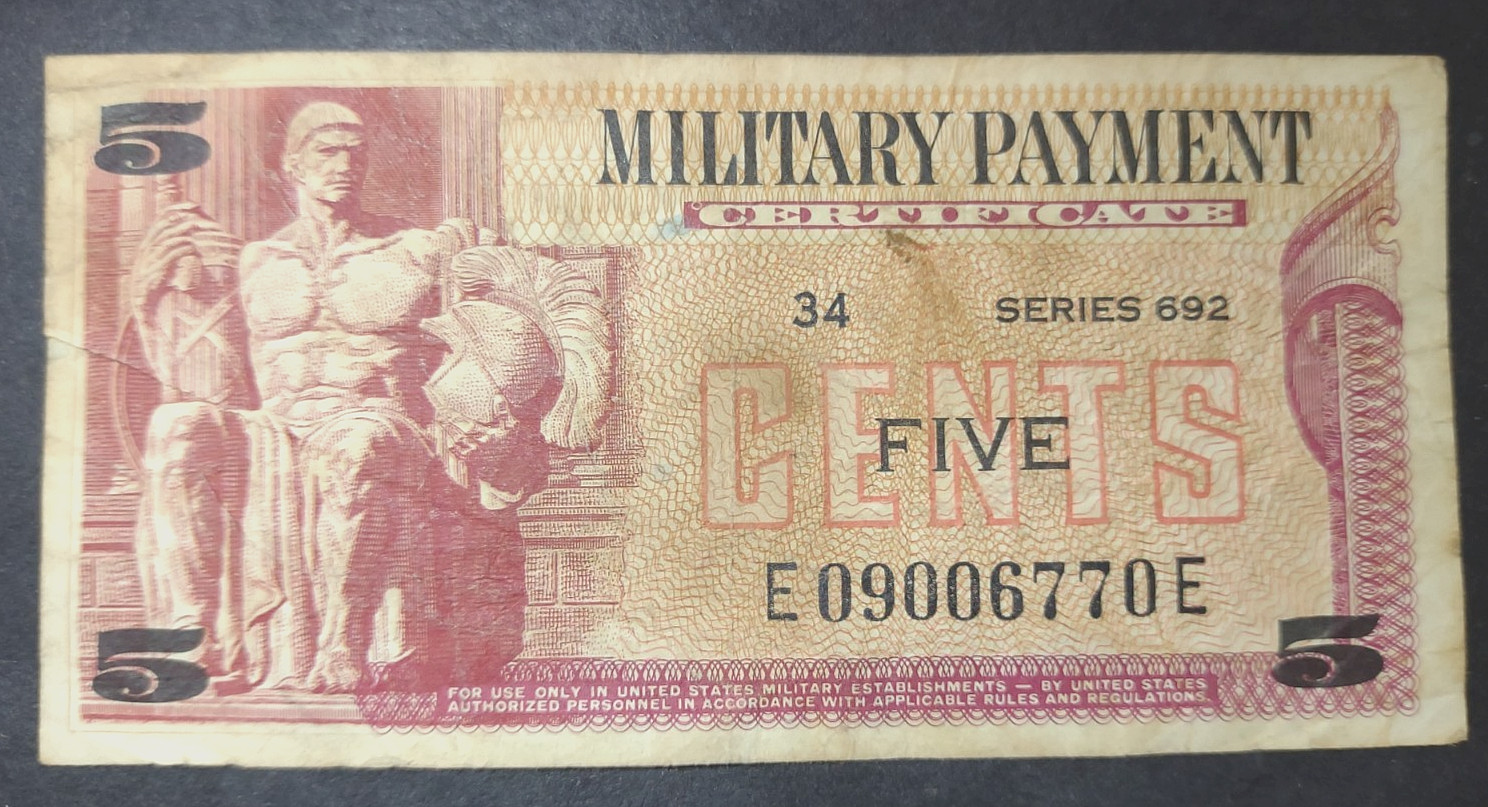 5
MILITARY PAYMENT
CERTIFICATE
34 SERIES 692
CENTS
FIVE
E09006770E
5 5
FOR USE ONLY IN UNITED STATES MILITARY ESTABLISHMENTS — BY UNITED STATES
AUTHORIZED PERSONNEL IN ACCORDANCE WITH APPLICABLE RULES AND REGULATIONS.